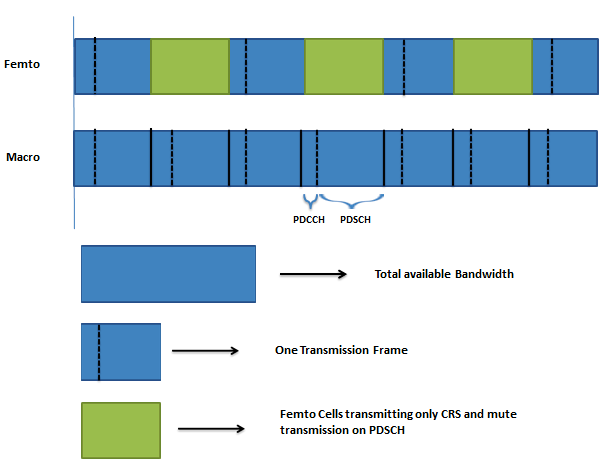 Femto
Macro
PDCCH PDSCH
Total available Bandwidth
One Transmission Frame
Femto Cells transmitting only CRS and mute
transmission on PDSCH